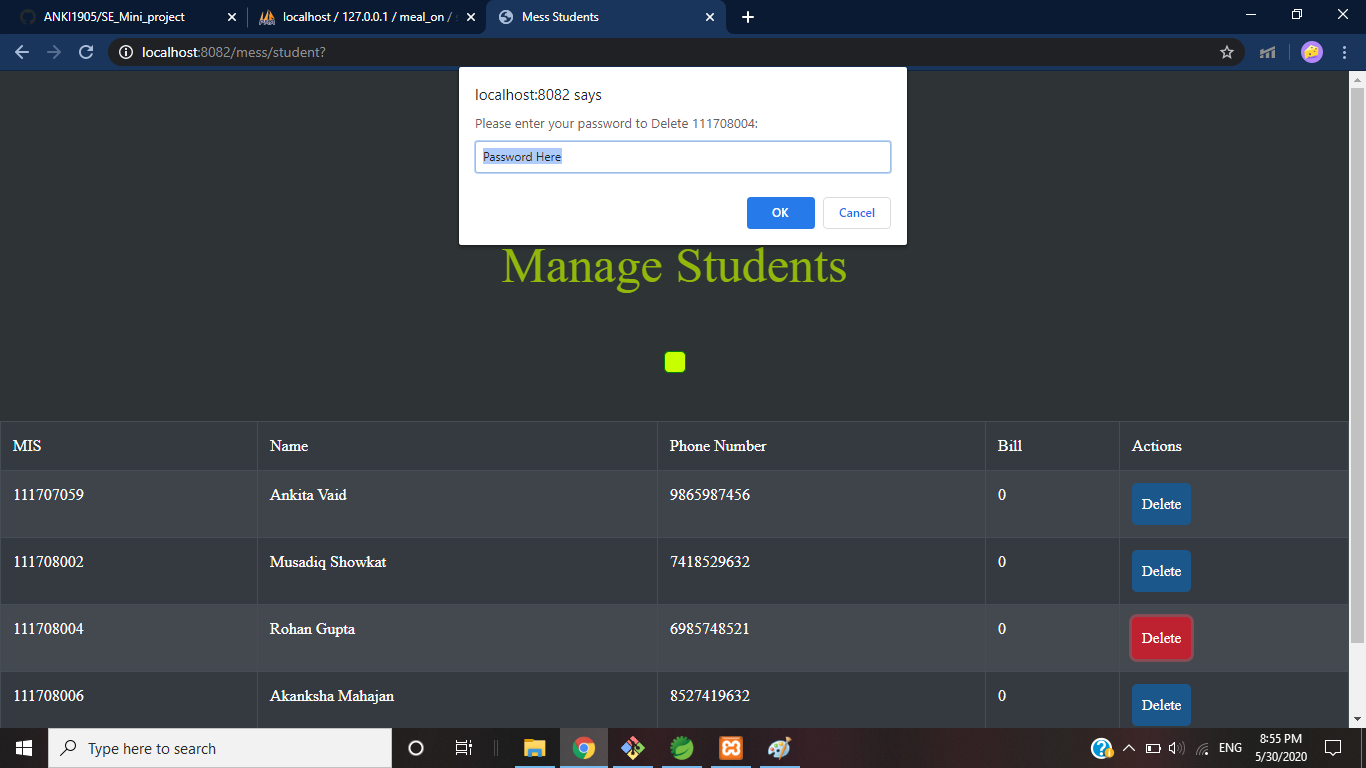 ANKI1905/SE_Mini_project
localhost / 127.0.0.1 / meal_on /
Mess Students
localhost:8082/mess/student?
localhost:8082 says
Please enter your password to Delete 111708004:
Password Here
OK Cancel
Manage Students
MIS Name Phone Number Bill Actions
111707059 Ankita Vaid 9865987456 0 Delete
111708002 Musadiq Showkat 7418529632 0 Delete
111708004 Rohan Gupta 6985748521 0 Delete
111708006 Akanksha Mahajan 8527419632 0 Delete
Type here to search
ENG
8:55 PM
5/30/2020